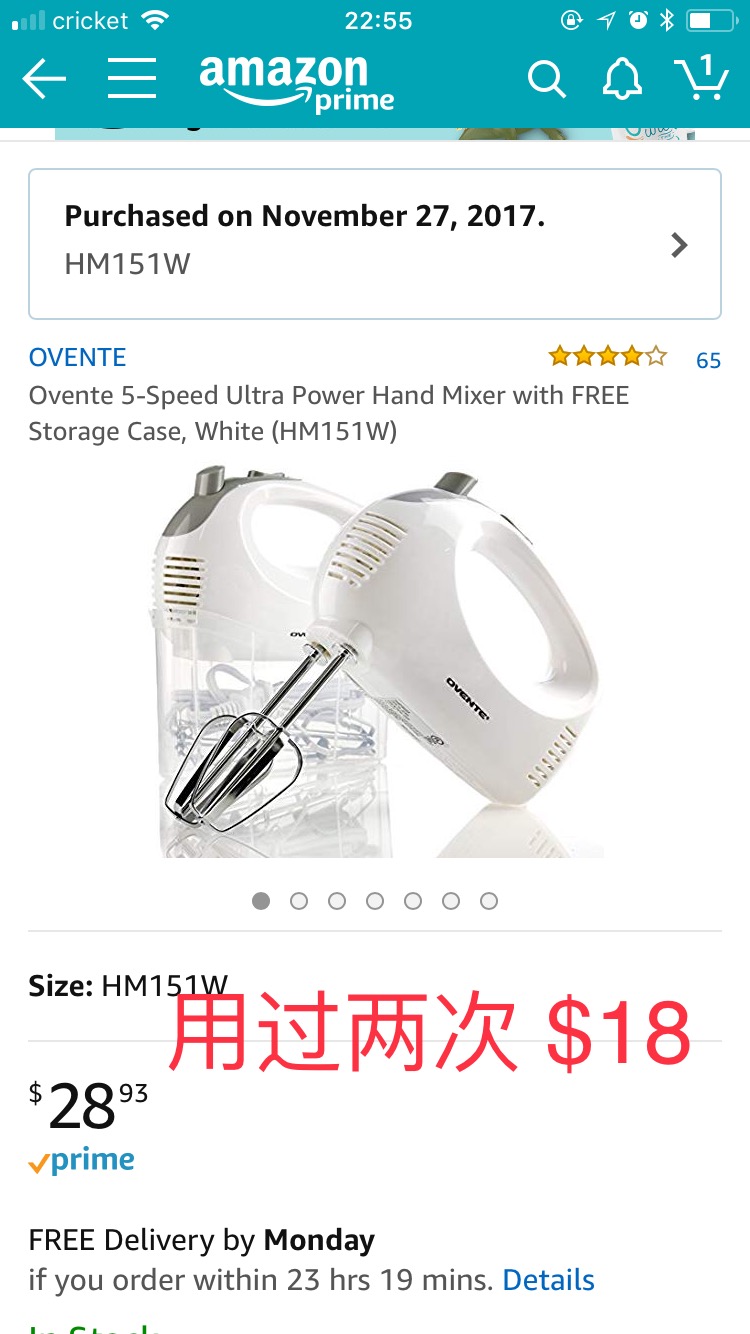 cricket 22:55
amazon
prime
1
Purchased on November 27, 2017.
HM151W
OVENTE 65
Ovente 5-Speed Ultra Power Hand Mixer with FREE
Storage Case, White (HM151W)
OVENTE
Size: HM151W
用过两次 $18
$28 93
prime
FREE Delivery by Monday
if you order within 23 hrs 19 mins. Details
In Stock